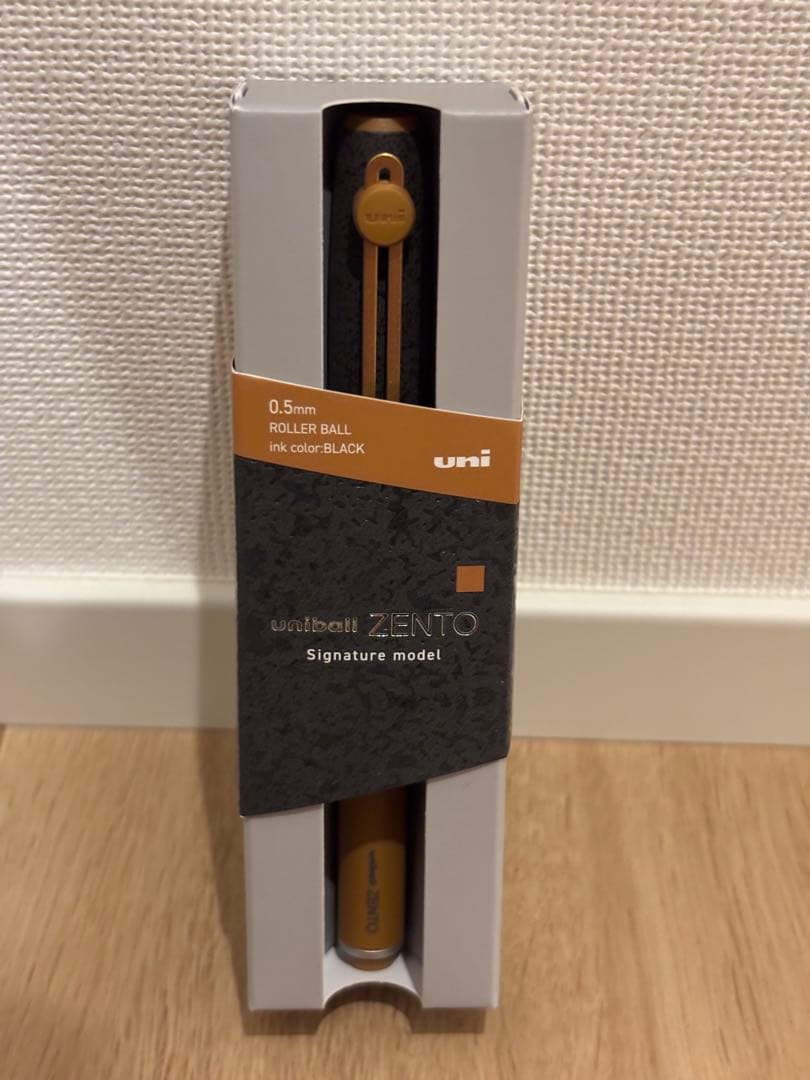 uni
0.5mm
ROLLER BALL
ink color:BLACK
uni
uniball ZENTO
Signature model
uniball ZENTO